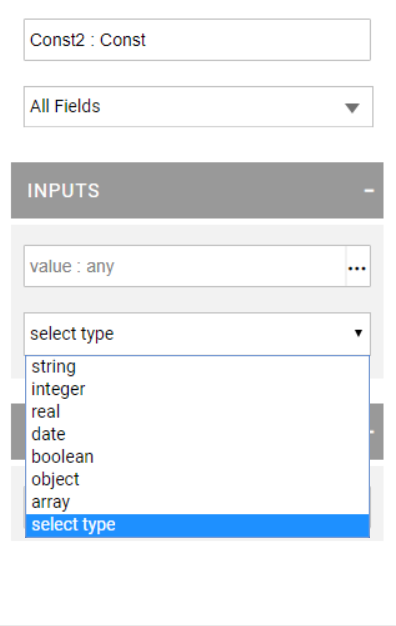 Const2 : Const
All Fields
INPUTS
value : any
select type
string
integer
real
date
boolean
object
array
select type